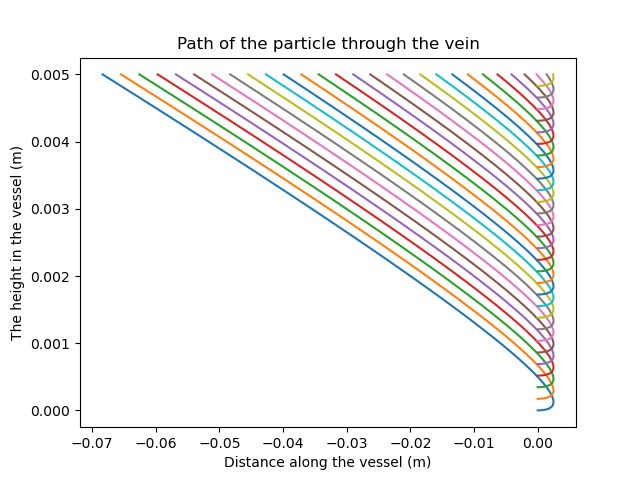 Path of the particle through the vein
0.005
0.004
0.003
0.002
0.001
0.000
The height in the vessel (m)
−0.07 −0.06 −0.05 −0.04 −0.03 −0.02 −0.01 0.00
Distance along the vessel (m)